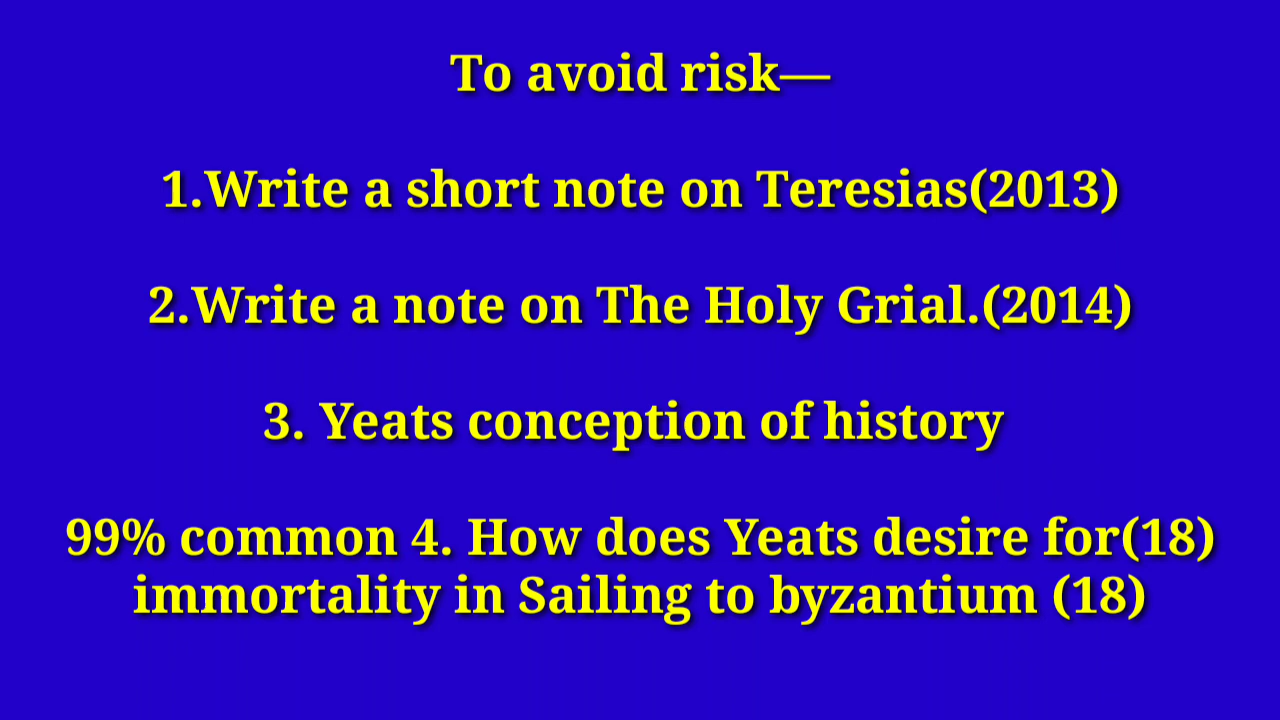 To avoid risk—
1.Write a short note on Teresias(2013)
2.Write a note on The Holy Grial.(2014)
3. Yeats conception of history
99% common 4. How does Yeats desire for(18)
immortality in Sailing to byzantium (18)